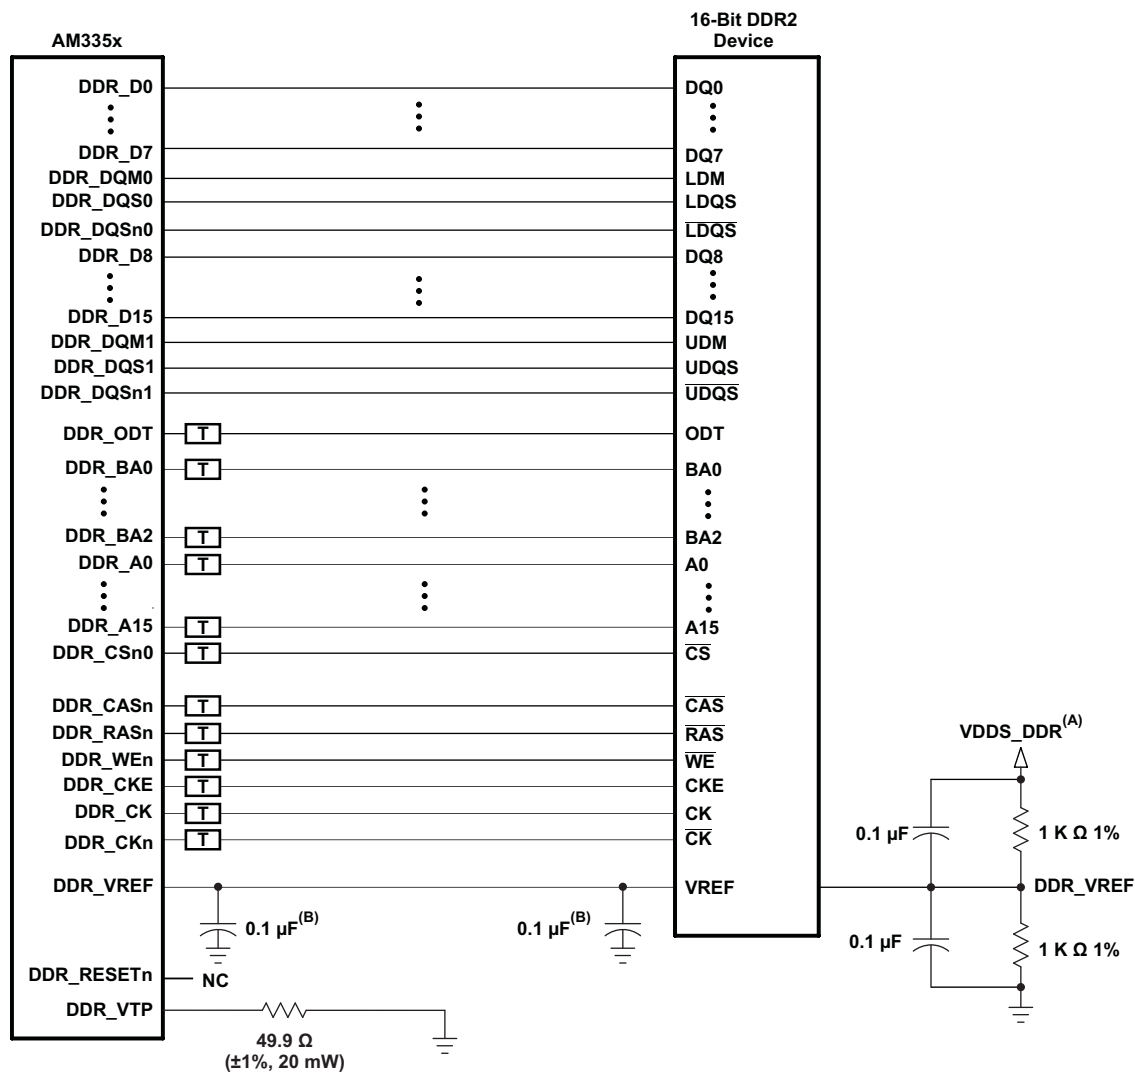 AM335x
16-Bit DDR2
Device
DDR_D0
DQ0
DDR_D7
DQ7
DDR_DQM0
LDM
DDR_DQS0
LDQS
DDR_DQSn0
LDQS
DDR_D8
DQ8
DDR_D15
DQ15
DDR_DQM1
UDM
DDR_DQS1
UDQS
DDR_DQSn1
UDQS
DDR_ODT
T
ODT
DDR_BA0
T
BA0
DDR_BA2
T
BA2
DDR_A0
T
A0
DDR_A15
T
A15
DDR_CSn0
T
CS
DDR_CASn
T
CAS
DDR_RASn
T
RAS
DDR_WEn
T
WE
DDR_CKE
T
CKE
DDR_CK
T
CK
DDR_CKn
T
CK
DDR_VREF
VREF
0.1 µF(B)
0.1 µF(B)
VDDS_DDR(A)
0.1 µF
1 K Ω 1%
DDR_VREF
0.1 µF
1 K Ω 1%
DDR_RESETn
NC
DDR_VTP
49.9 Ω
(±1%, 20 mW)